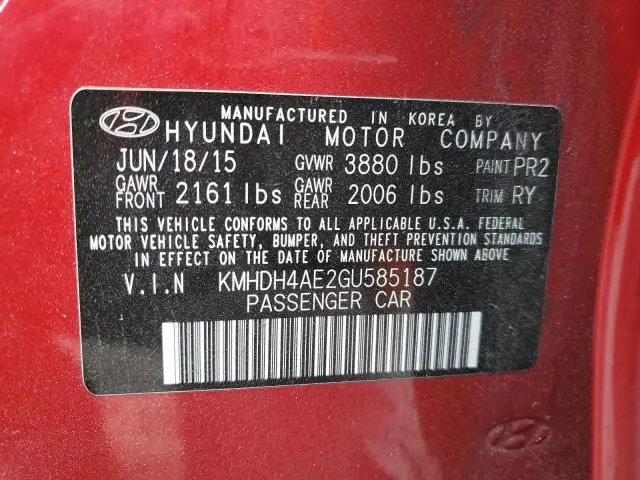 MANUFACTURED IN KOREA BY
HYUNDAI MOTOR COMPANY
JUN/18/15 GVWR 3880 lbs PAINT PR2
GAWR FRONT 2161 lbs GAWR REAR 2006 lbs TRIM RY
THIS VEHICLE CONFORMS TO ALL APPLICABLE U.S.A. FEDERAL
MOTOR VEHICLE SAFETY, BUMPER, AND THEFT PREVENTION STANDARDS
IN EFFECT ON THE DATE OF MANUFACTURE SHOWN ABOVE
V.I.N KMHDH4AE2GU585187
PASSENGER CAR